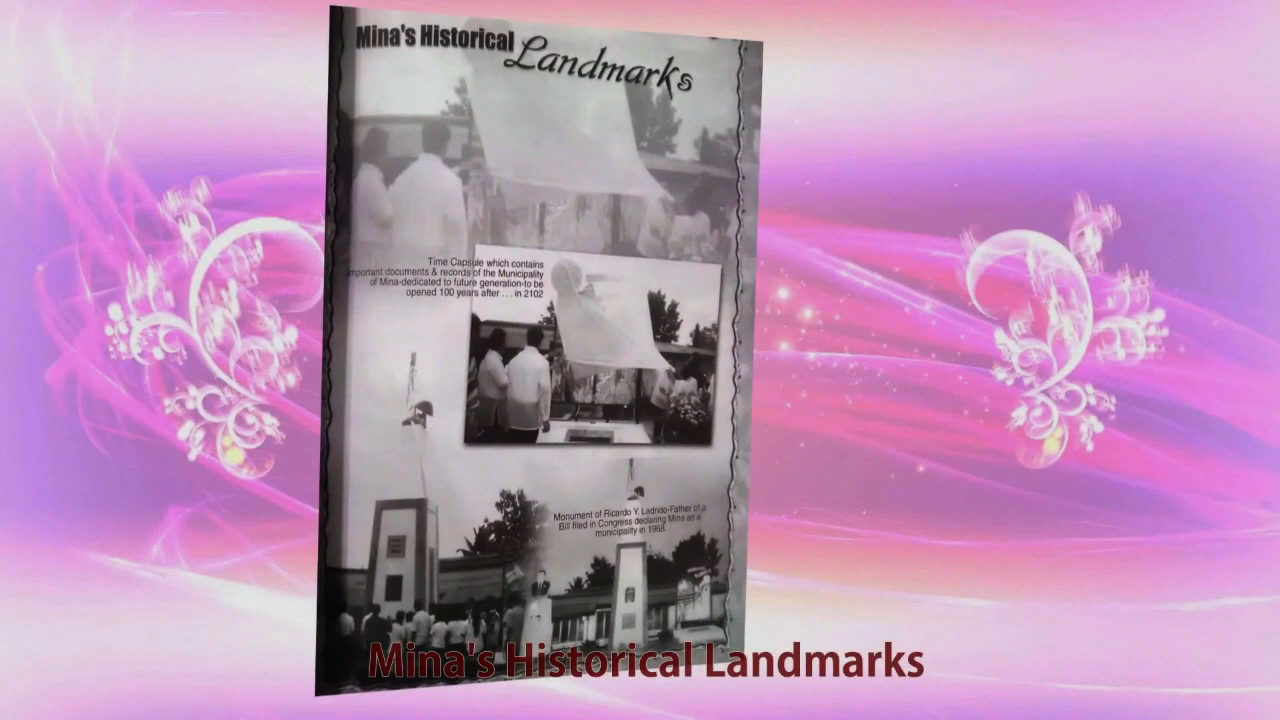 Mina's Historical Landmarks
Time Capsule which contains
important documents & records of the Municipality
of Mina-dedicated to future generation-to be
opened 100 years after . . . in 2102
Monument of Ricardo Y. Ladrido-Father of a
Bill filed in Congress declaring Mina as a
municipality in 1968.
Mina's Historical Landmarks